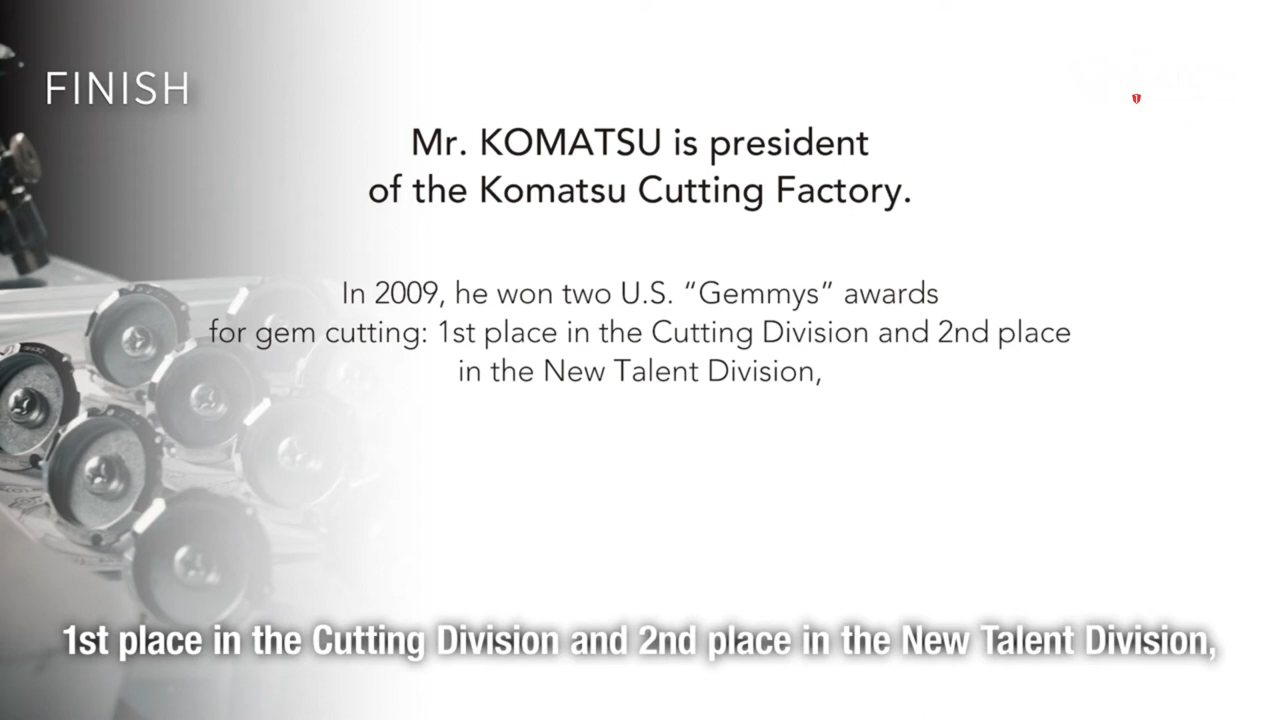 FINISH
Mr. KOMATSU is president
of the Komatsu Cutting Factory.
In 2009, he won two U.S. “Gemmys” awards
for gem cutting: 1st place in the Cutting Division and 2nd place
in the New Talent Division,
1st place in the Cutting Division and 2nd place in the New Talent Division,